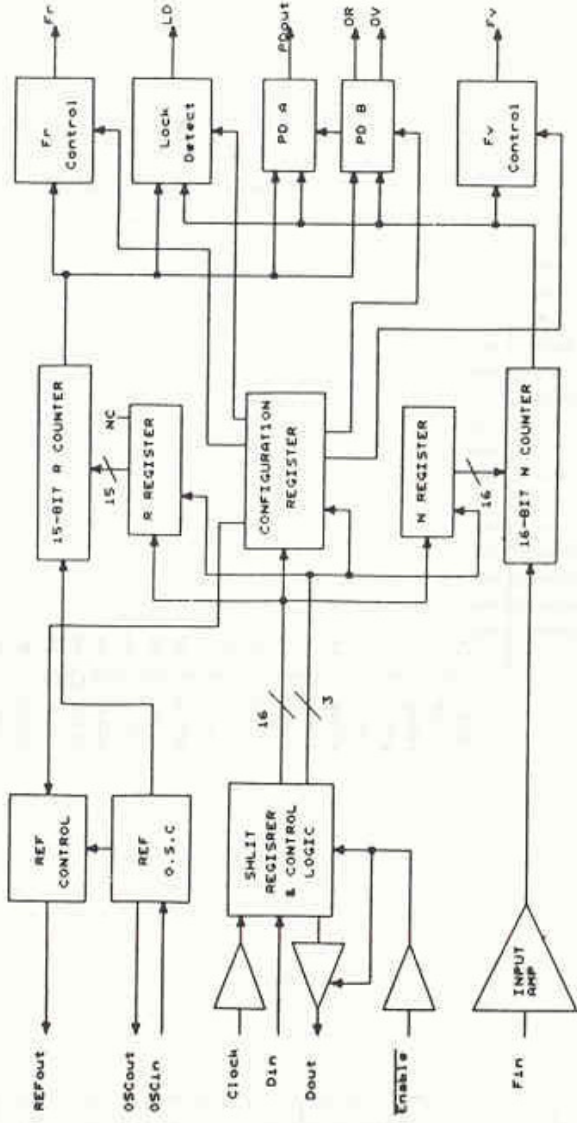 REFout
OSCout
OSCin
Clock
Din
Dout
Enable
Fin
REF
CONTROL
REF
O.S.C
SHLIT
REGISRER
& CONTROL
LOGIC
INPUT
AMP
16
3
15-BIT R COUNTER
15
NC
R REGISTER
CONFIGURATION
REGISTER
N REGISTER
16
16-BIT N COUNTER
Fr
Control
Lock
Detect
PD A
PD B
Fv
Control
Fr
LD
PDout
OR
OV
Fv